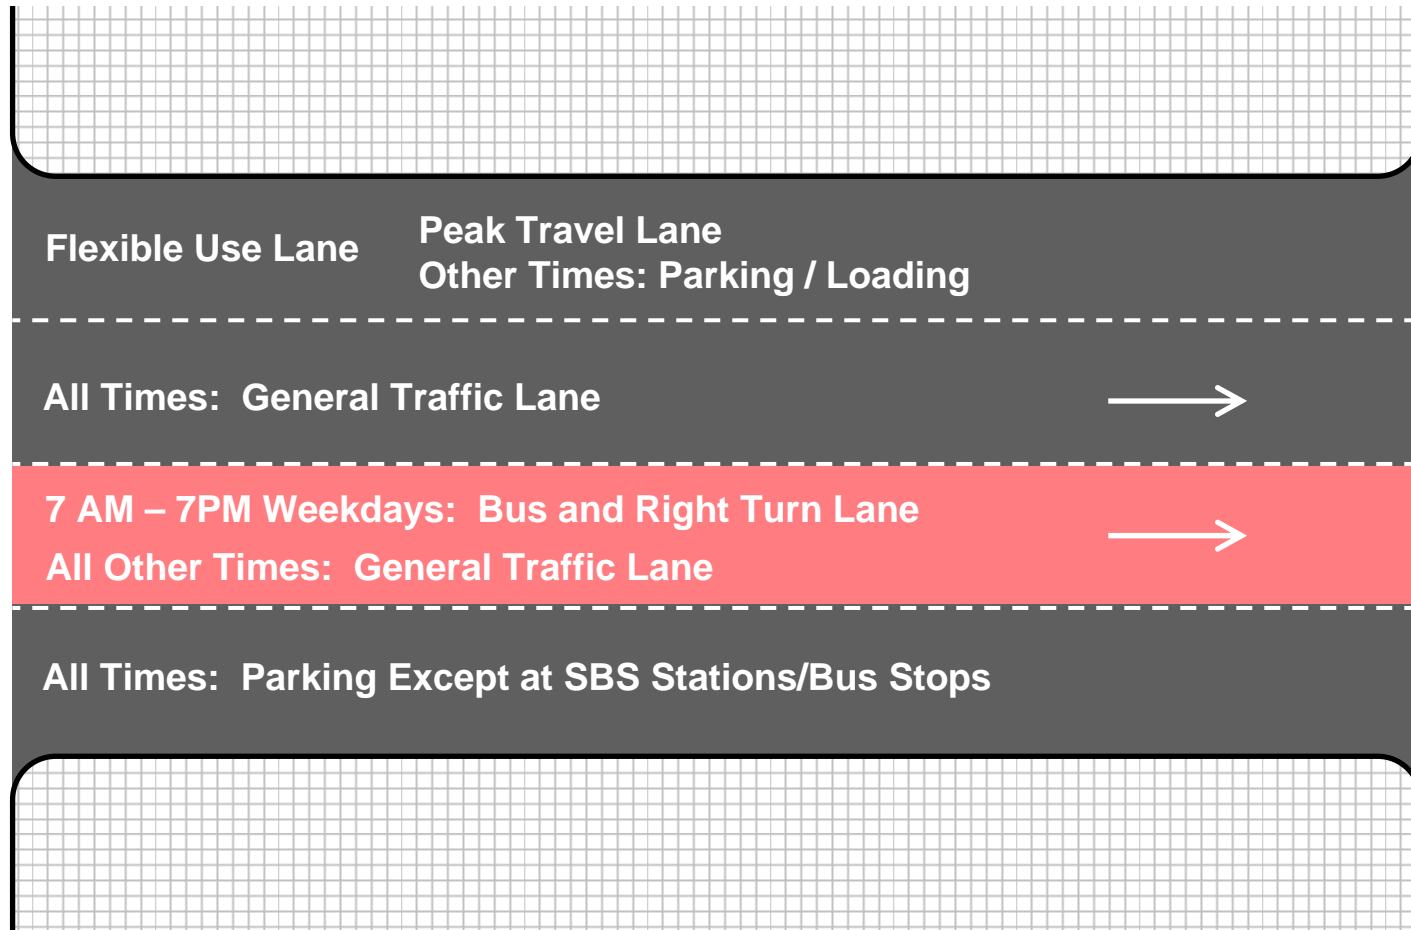 Flexible Use Lane
Peak Travel Lane
Other Times: Parking / Loading
All Times:  General Traffic Lane
7 AM – 7PM Weekdays:  Bus and Right Turn Lane
All Other Times:  General Traffic Lane
All Times:  Parking Except at SBS Stations/Bus Stops